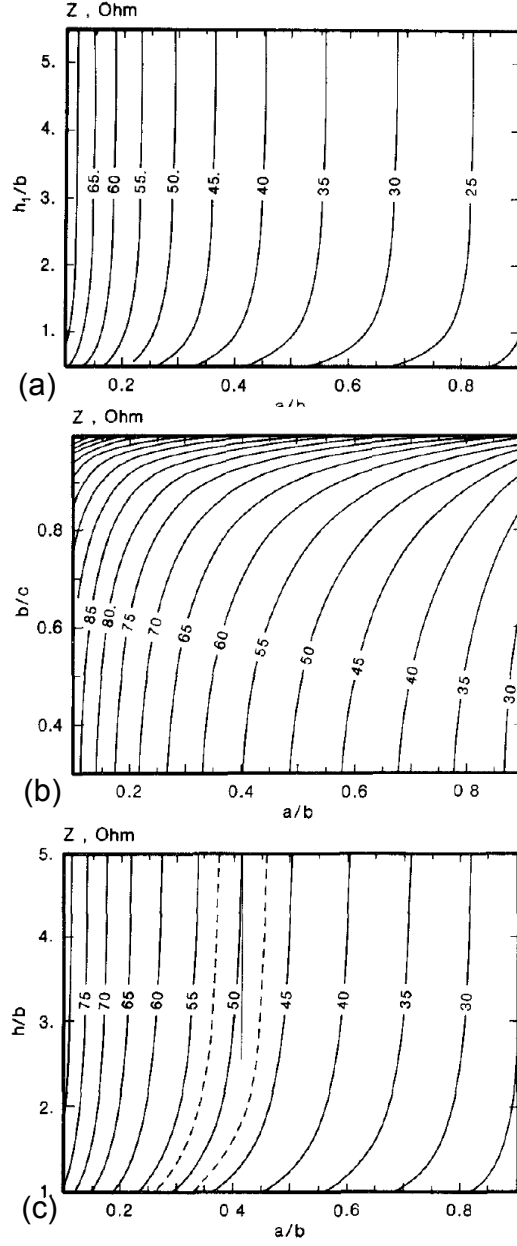 Z , Ohm
5.
h1/b
65. 60 55. 50. 45. 40 35 30 25
3.
2.
1.
(a)
0.2 0.4 0.6 0.8
a/b
Z , Ohm
0.8
b/c
85 80. 75 70 65 60 55 50 45 40 35 30
0.6
0.4
(b)
0.2 0.4 0.6 0 8
a/b
Z , Ohm
5.
4.
h/b
75 70 65 60 55 50 45 40 35 30
3.
2.
1.
(c)
0.2 0 4 0.6 0.8
a/b